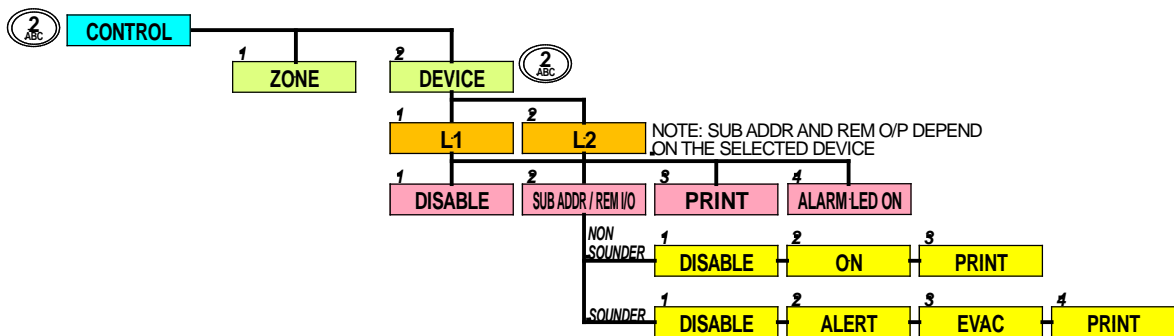 2
ABC
CONTROL
1
ZONE
2
DEVICE
2
ABC
1
L1
2
L2
NOTE: SUB ADDR AND REM O/P DEPEND
ON THE SELECTED DEVICE
1
DISABLE
2
SUB ADDR / REM I/O
3
PRINT
4
ALARM LED ON
NON
SOUNDER
1
DISABLE
2
ON
3
PRINT
SOUNDER
1
DISABLE
2
ALERT
3
EVAC
4
PRINT